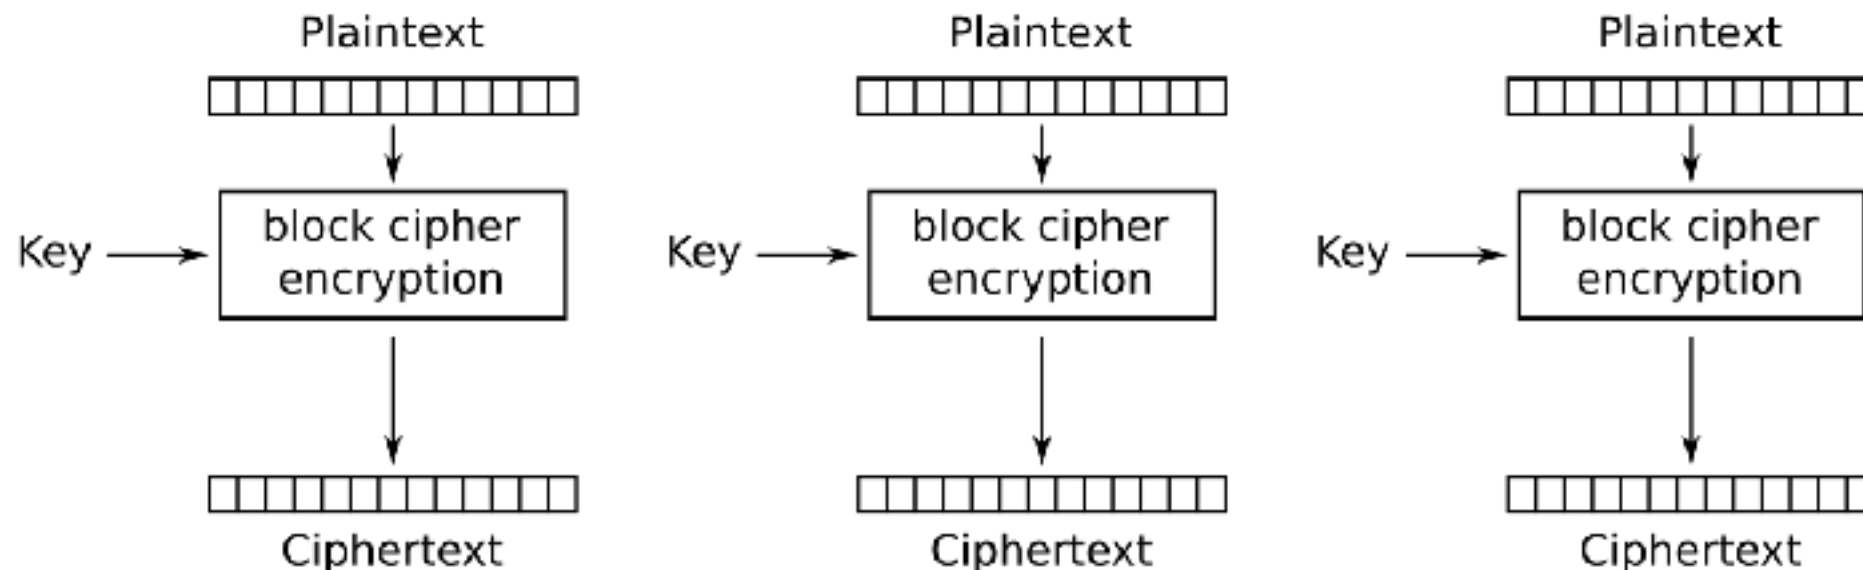 Plaintext
Plaintext
Plaintext
Key
block cipher
encryption
Key
block cipher
encryption
Key
block cipher
encryption
Ciphertext
Ciphertext
Ciphertext